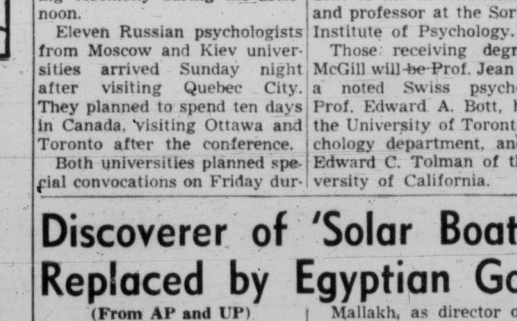 noon.
Eleven Russian psychologists
from Moscow and Kiev univer-
sities arrived Sunday night
after visiting Quebec City.
They planned to spend ten days
in Canada, visiting Ottawa and
Toronto after the conference.
Both universities planned spe-
cial convocations on Friday dur-
and professor at the Sor
Institute of Psychology.
Those receiving degr
McGill will be Prof. Jean
a noted Swiss psych
Prof. Edward A. Bott,
the University of Toront
chology department, an
Edward C. Tolman of t
versity of California.
Discoverer of 'Solar Boat
Replaced by Egyptian Go
(From AP and UP)
Mallakh, as director o